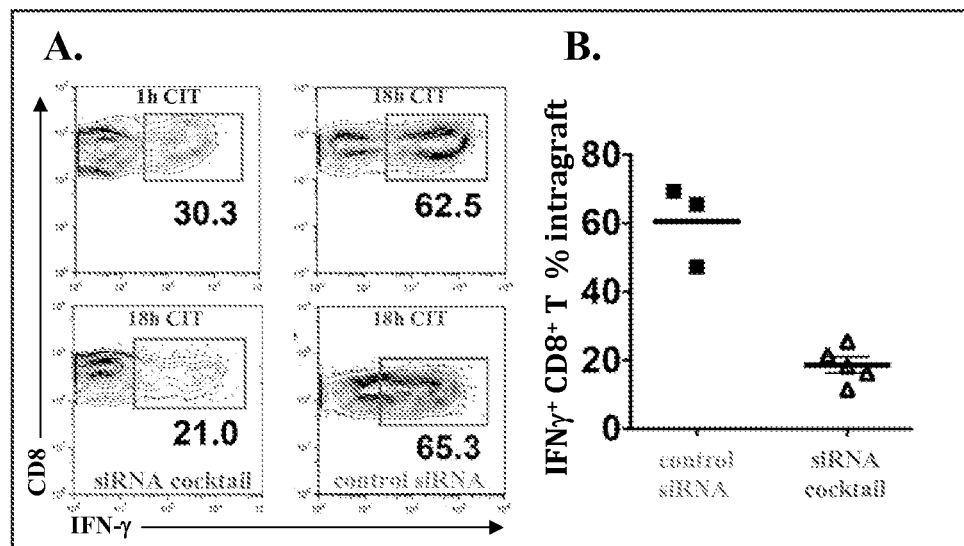 A.
B.
1h CIT
30.3
18h CIT
62.5
18h CIT
21.0
siRNA cocktail
18h CIT
65.3
control siRNA
CD8
IFN-γ
IFNγ⁺ CD8⁺ T % intragraft
80
60
40
20
0
control
siRNA
siRNA
cocktail